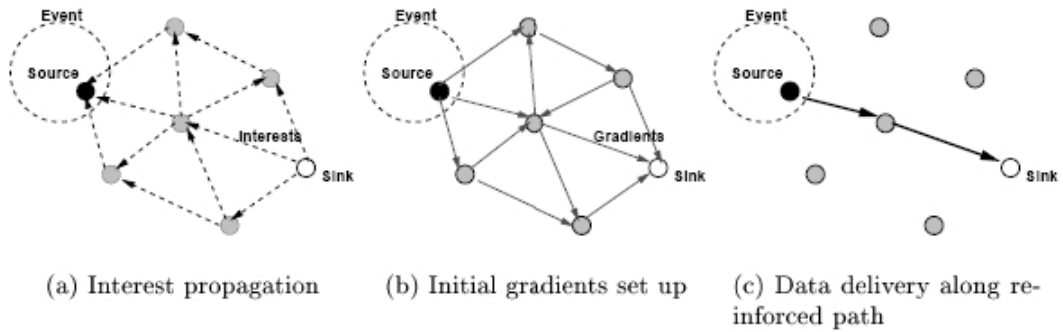 Event
Source
Interests
Sink
(a) Interest propagation
Event
Source
Gradients
Sink
(b) Initial gradients set up
Event
Source
Sink
(c) Data delivery along re-
inforced path